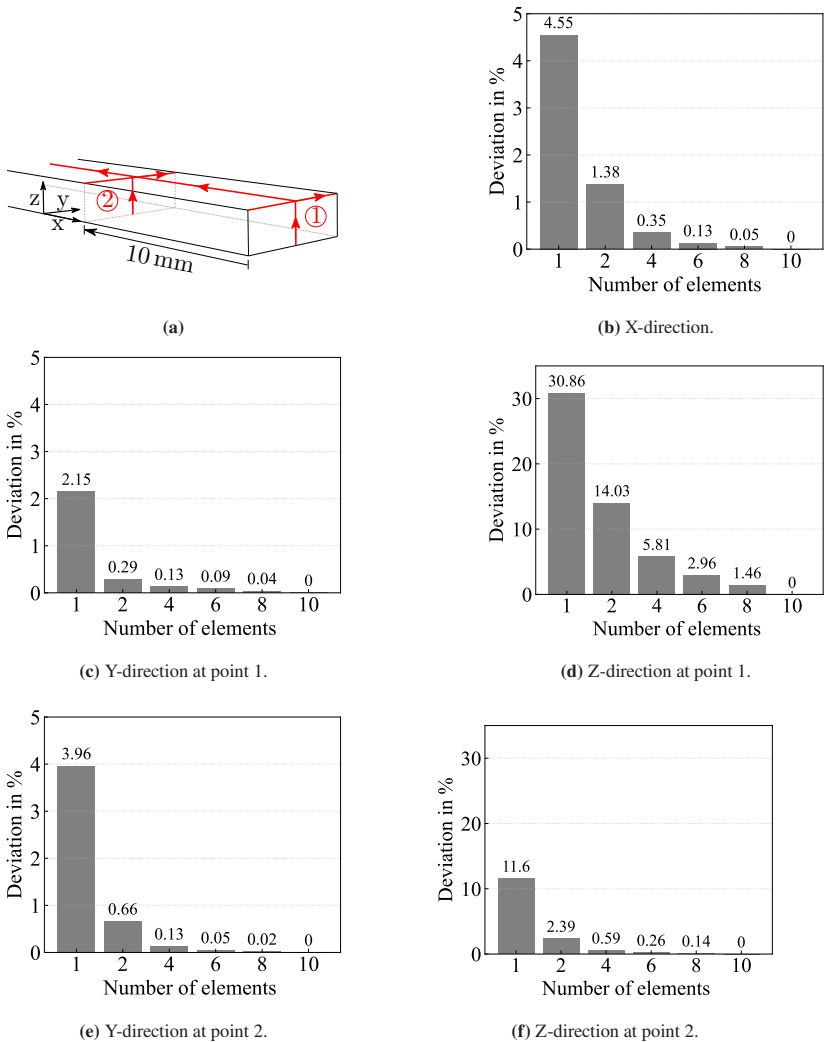 z
y
x
②
①
10 mm
(a)
Deviation in %
5
4
3
2
1
0
4.55
1.38
0.35
0.13
0.05
0
1 2 4 6 8 10
Number of elements
(b) X-direction.
Deviation in %
5
4
3
2
1
0
2.15
0.29
0.13
0.09
0.04
0
1 2 4 6 8 10
Number of elements
(c) Y-direction at point 1.
Deviation in %
30
20
10
0
30.86
14.03
5.81
2.96
1.46
0
1 2 4 6 8 10
Number of elements
(d) Z-direction at point 1.
Deviation in %
5
4
3
2
1
0
3.96
0.66
0.13
0.05
0.02
0
1 2 4 6 8 10
Number of elements
(e) Y-direction at point 2.
Deviation in %
30
20
10
0
11.6
2.39
0.59
0.26
0.14
0
1 2 4 6 8 10
Number of elements
(f) Z-direction at point 2.